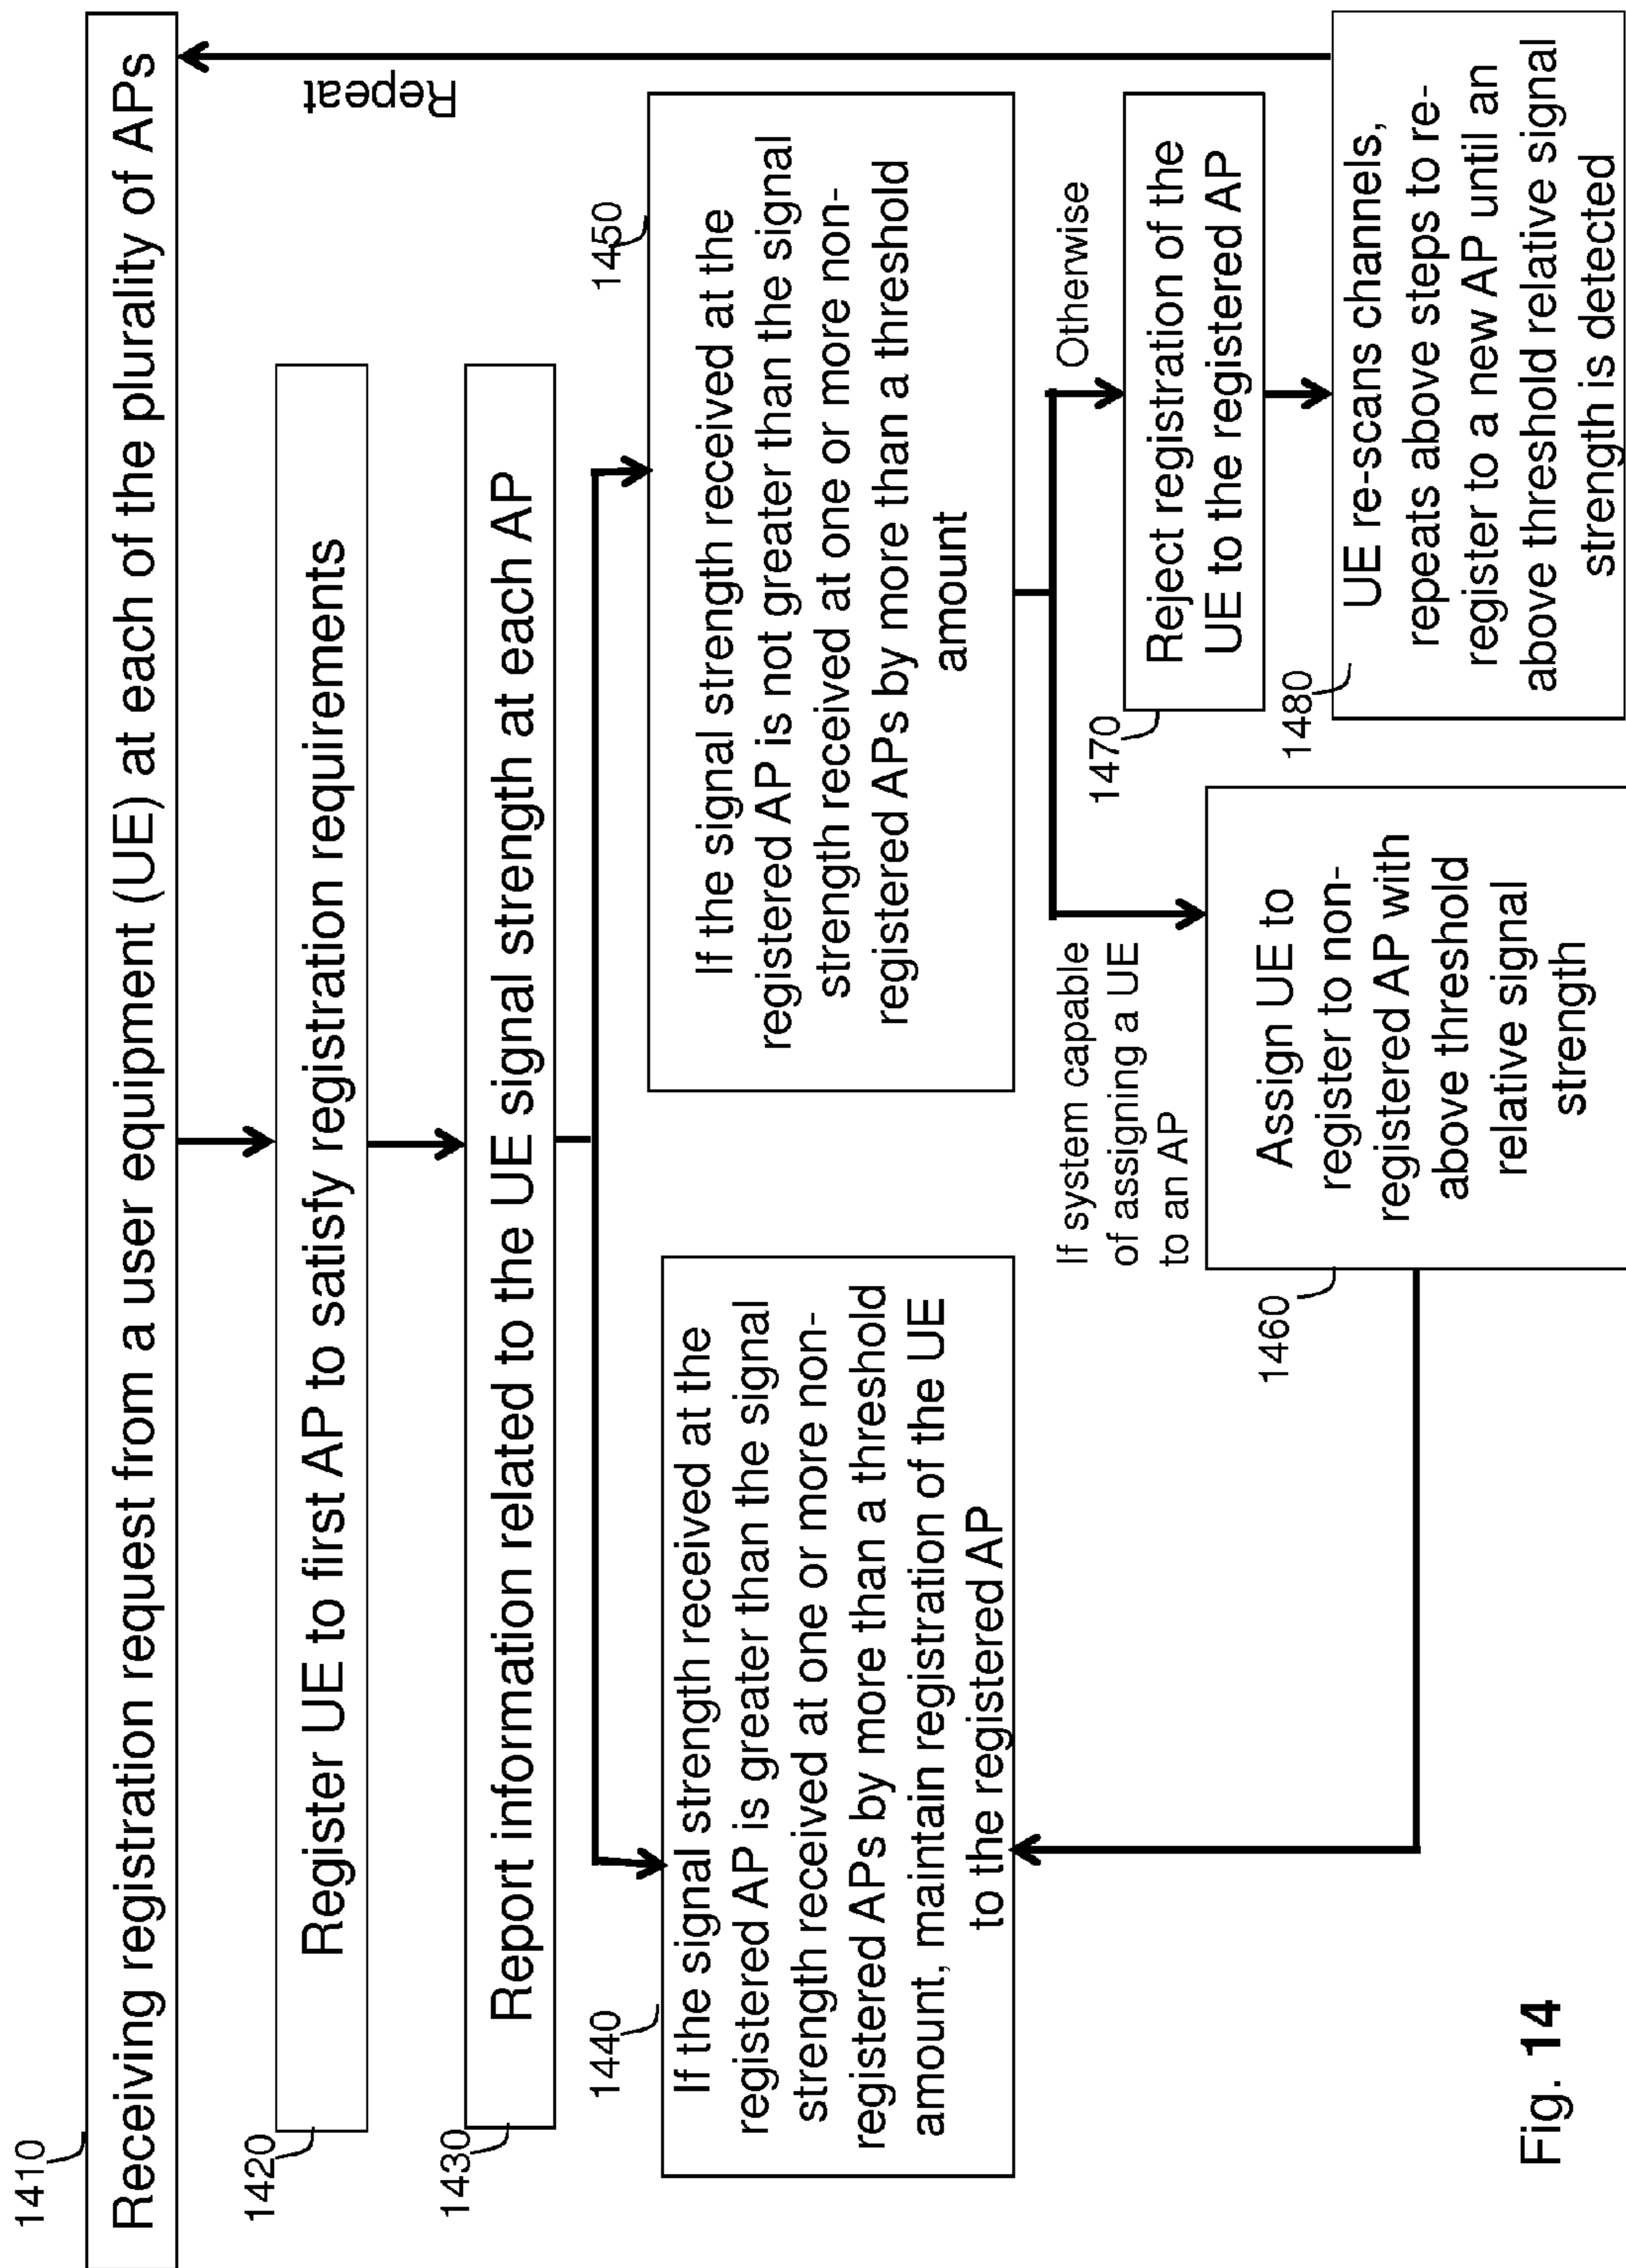 1410
Receiving registration request from a user equipment (UE) at each of the plurality of APs
Repeat
1420
Register UE to first AP to satisfy registration requirements
1430
Report information related to the UE signal strength at each AP
1440
If the signal strength received at the
registered AP is greater than the signal
strength received at one or more non-
registered APs by more than a threshold
amount, maintain registration of the UE
to the registered AP
1450
If the signal strength received at the
registered AP is not greater than the signal
strength received at one or more non-
registered APs by more than a threshold
amount
If system capable
of assigning a UE
to an AP
Otherwise
1460
Assign UE to
register to non-
registered AP with
above threshold
relative signal
strength
1470
Reject registration of the
UE to the registered AP
1480
UE re-scans channels,
repeats above steps to re-
register to a new AP until an
above threshold relative signal
strength is detected
Fig. 14